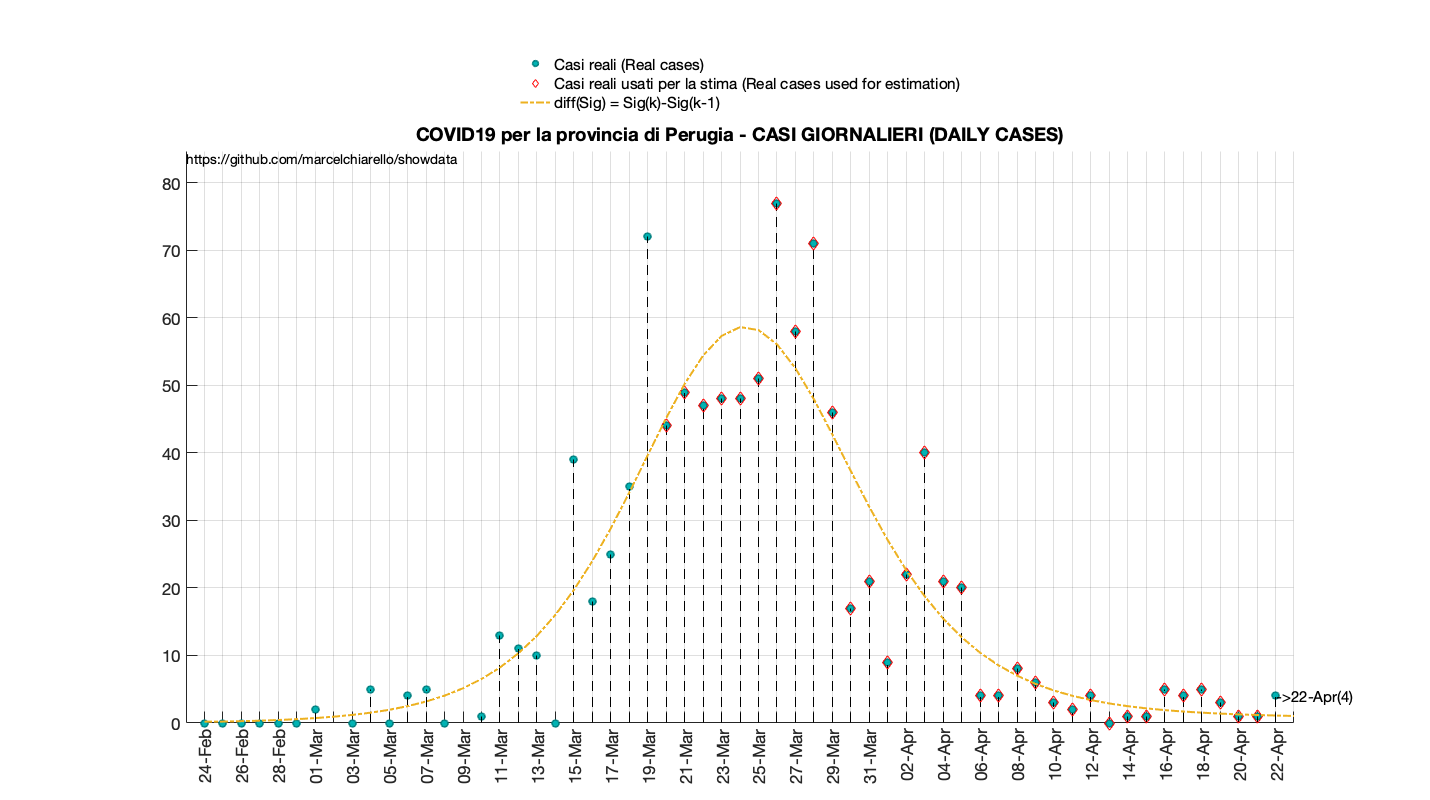 Casi reali (Real cases)
Casi reali usati per la stima (Real cases used for estimation)
diff(Sig) = Sig(k)-Sig(k-1)
COVID19 per la provincia di Perugia - CASI GIORNALIERI (DAILY CASES)
https://github.com/marcelchiarello/showdata
80
70
60
50
40
30
20
10
0
->22-Apr(4)
24-Feb
26-Feb
28-Feb
01-Mar
03-Mar
05-Mar
07-Mar
09-Mar
11-Mar
13-Mar
15-Mar
17-Mar
19-Mar
21-Mar
23-Mar
25-Mar
27-Mar
29-Mar
31-Mar
02-Apr
04-Apr
06-Apr
08-Apr
10-Apr
12-Apr
14-Apr
16-Apr
18-Apr
20-Apr
22-Apr